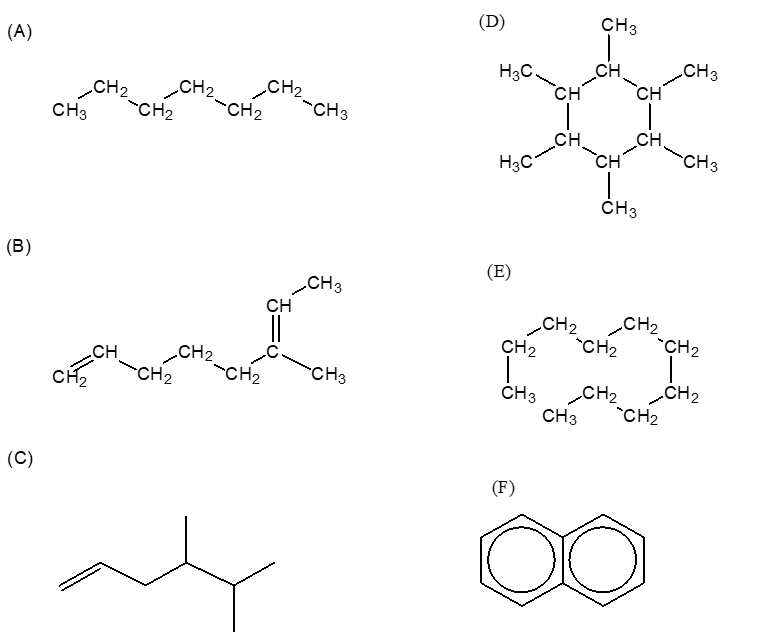 (A)
CH2 CH2 CH2
CH3 CH2 CH2 CH3
(B)
CH3
CH
CH CH2 C
CH2 CH2 CH2 CH3
(C)
(D)
CH3
H3C CH CH3
CH CH
CH CH
H3C CH CH3
CH3
(E)
CH2 CH2
CH2 CH2 CH2
CH3 CH2 CH2
CH3 CH2
(F)